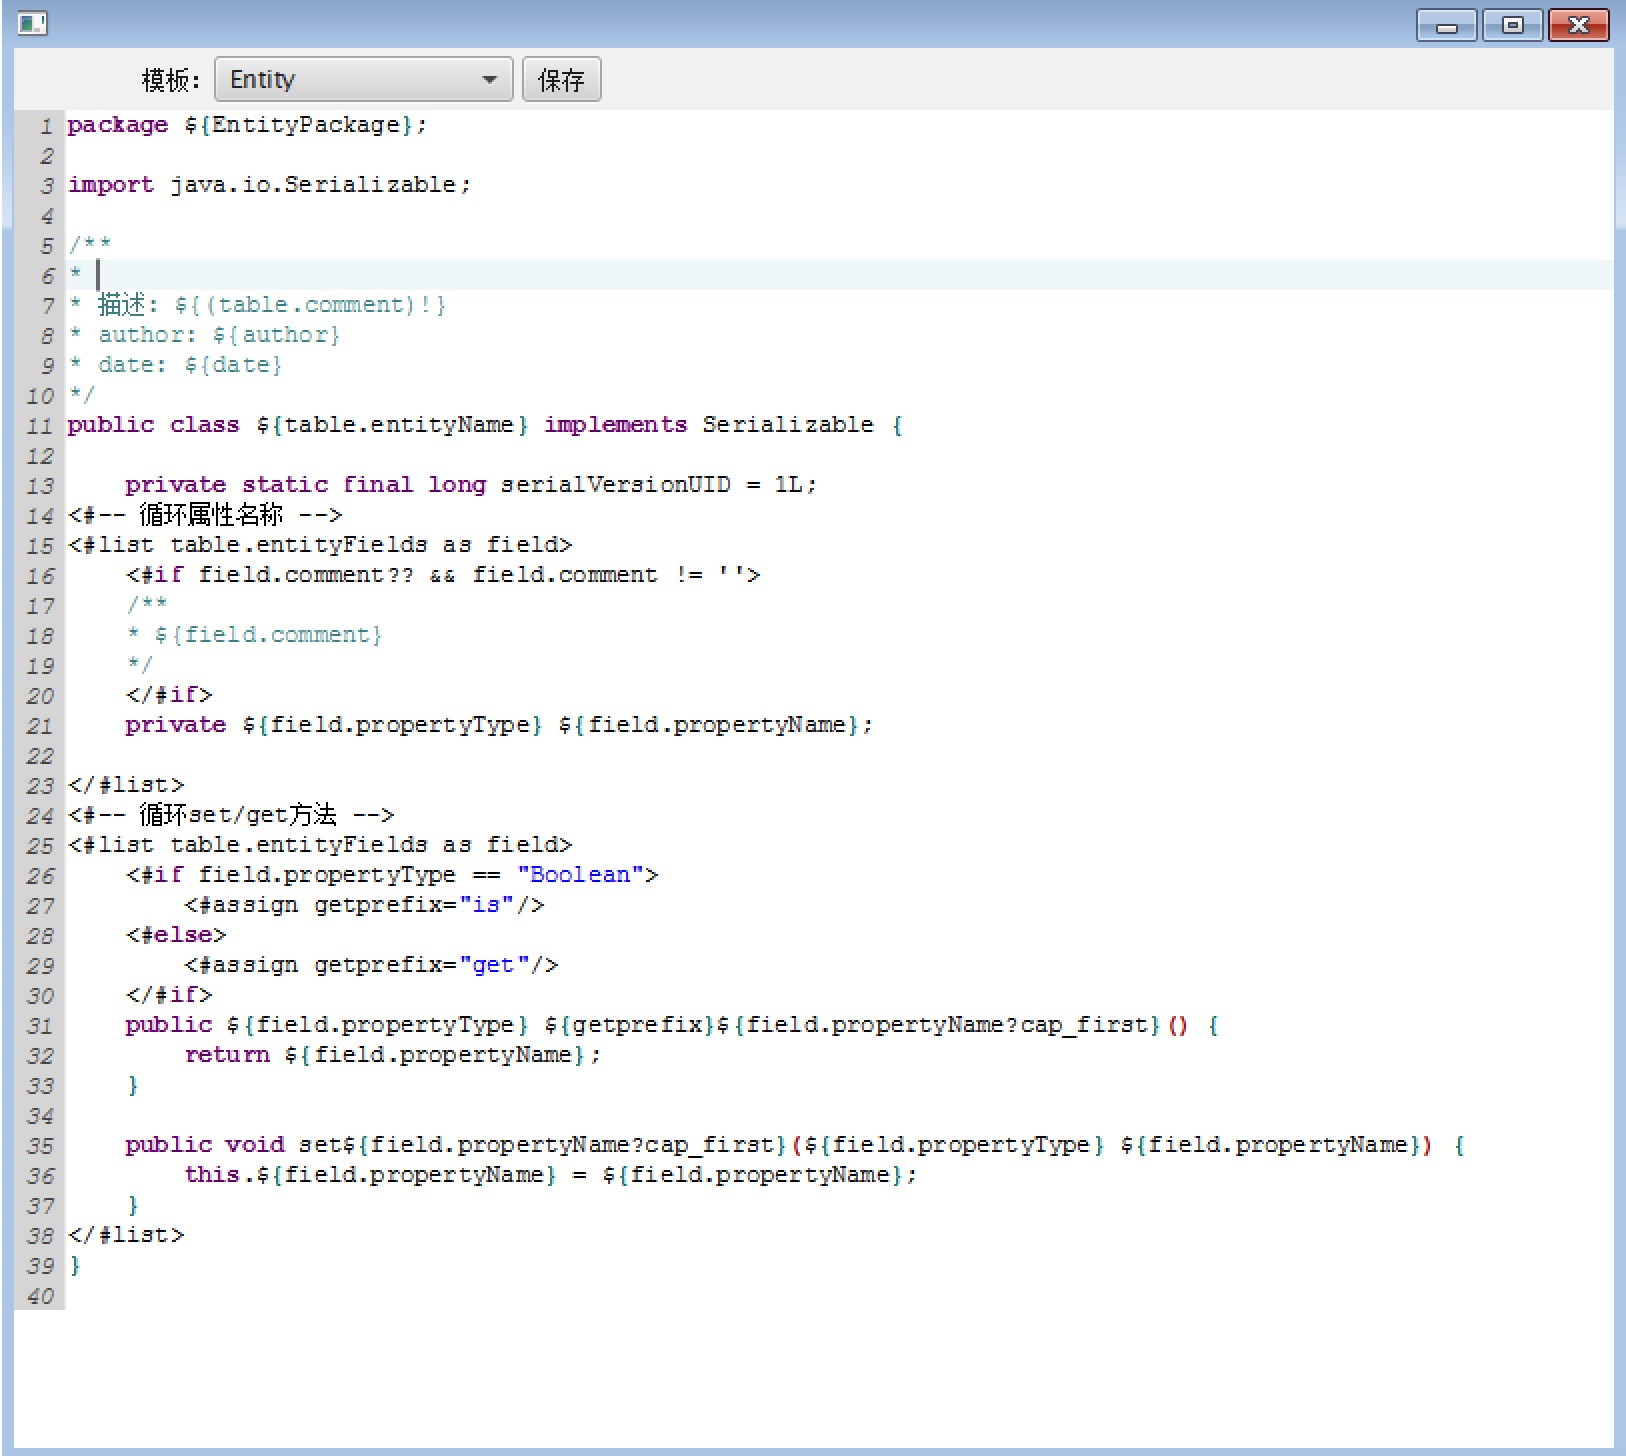 模板: Entity 保存
1 package ${EntityPackage};
2
3 import java.io.Serializable;
4
5 /**
6 *
7 * 描述: ${(table.comment)!}
8 * author: ${author}
9 * date: ${date}
10 */
11 public class ${table.entityName} implements Serializable {
12
13     private static final long serialVersionUID = 1L;
14 <#-- 循环属性名称 -->
15 <#list table.entityFields as field>
16     <#if field.comment?? && field.comment != ''>
17     /**
18     * ${field.comment}
19     */
20     </#if>
21     private ${field.propertyType} ${field.propertyName};
22
23 </#list>
24 <#-- 循环set/get方法 -->
25 <#list table.entityFields as field>
26     <#if field.propertyType == "Boolean">
27         <#assign getprefix="is"/>
28     <#else>
29         <#assign getprefix="get"/>
30     </#if>
31     public ${field.propertyType} ${getprefix}${field.propertyName?cap_first}() {
32         return ${field.propertyName};
33     }
34
35     public void set${field.propertyName?cap_first}(${field.propertyType} ${field.propertyName}) {
36         this.${field.propertyName} = ${field.propertyName};
37     }
38 </#list>
39 }
40